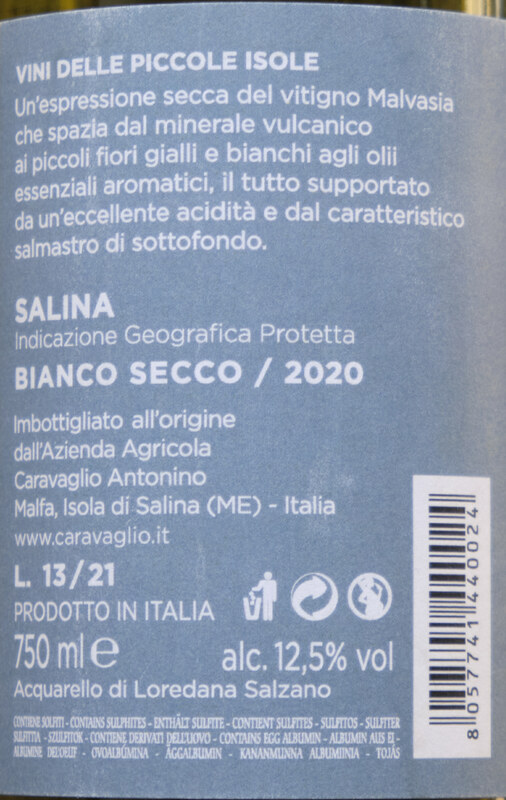 VINI DELLE PICCOLE ISOLE
Un'espressione secca del vitigno Malvasia
che spazia dal minerale vulcanico
ai piccoli fiori gialli e bianchi agli olii
essenziali aromatici, il tutto supportato
da un'eccellente acidità e dal caratteristico
salmastro di sottofondo.
SALINA
Indicazione Geografica Protetta
BIANCO SECCO / 2020
Imbottigliato all'origine
dall'Azienda Agricola
Caravaglio Antonino
Malfa, Isola di Salina (ME) - Italia
www.caravaglio.it
L. 13/21
PRODOTTO IN ITALIA
750 ml e alc. 12,5% vol
Acquarello di Loredana Salzano
CONTIENE SOLFITI - CONTAINS SULPHITES - ENTHÄLT SULFITE - CONTIENT SULFITES - SULFITOS - SULFITER
SULFITTIA - SZULFITOK - CONTIENE DERIVATI DELL'UOVO - CONTAINS EGG ALBUMIN - ALBUMIN AUS EI -
ALBUMINE DE L'OEUF - OVOALBÚMINA - ÄGGALBUMIN - KANANMUNNA ALBUMIINIA - TOJÁS
8 057741 440024